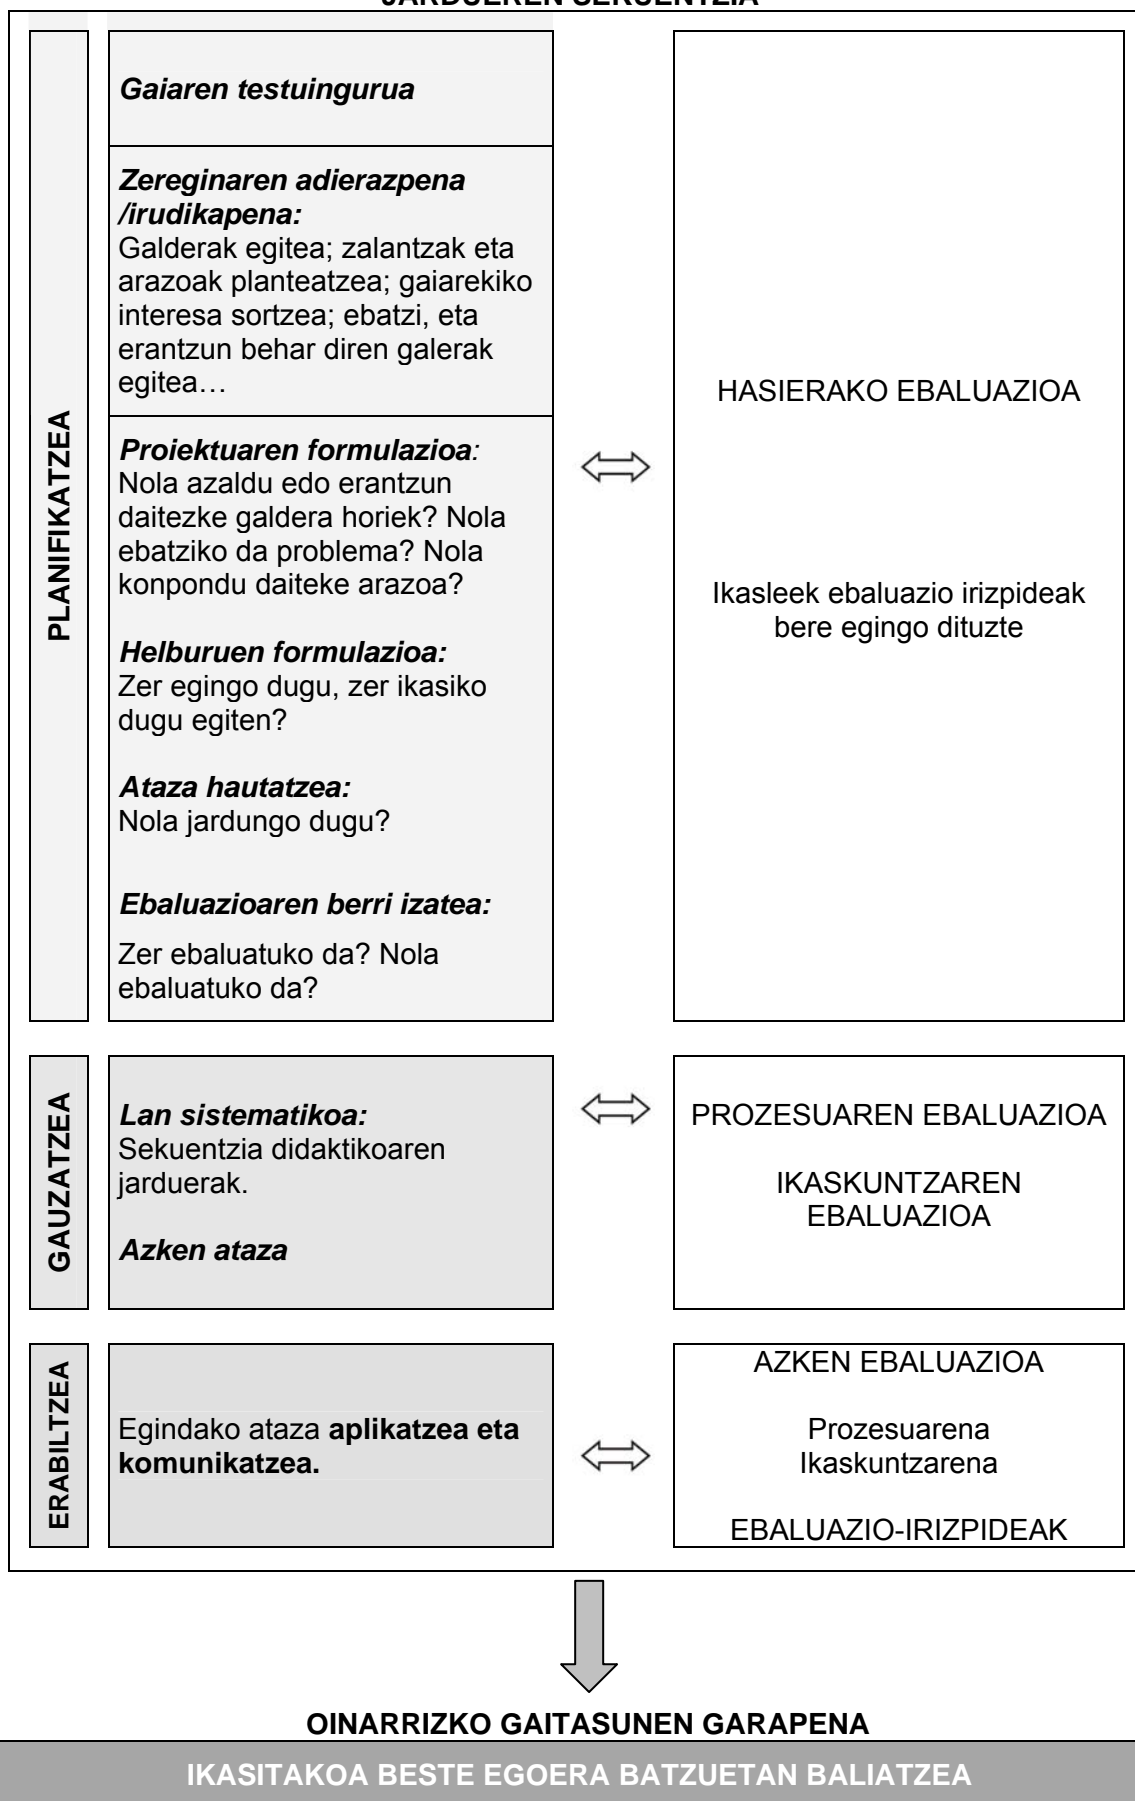 JARDUEREN SEKUENTZIA
PLANIFIKATZEA
Gaiaren testuingurua
Zereginaren adierazpena
/irudikapena:
Galderak egitea; zalantzak eta
arazoak planteatzea; gaiarekiko
interesa sortzea; ebatzi, eta
erantzun behar diren galerak
egitea…
Proiektuaren formulazioa:
Nola azaldu edo erantzun
daitezke galdera horiek? Nola
ebatziko da problema? Nola
konpondu daiteke arazoa?
Helburuen formulazioa:
Zer egingo dugu, zer ikasiko
dugu egiten?
Ataza hautatzea:
Nola jardungo dugu?
Ebaluazioaren berri izatea:
Zer ebaluatuko da? Nola
ebaluatuko da?
HASIERAKO EBALUAZIOA
Ikasleek ebaluazio irizpideak
bere egingo dituzte
GAUZATZEA
Lan sistematikoa:
Sekuentzia didaktikoaren
jarduerak.
Azken ataza
PROZESUAREN EBALUAZIOA
IKASKUNTZAREN
EBALUAZIOA
ERABILTZEA
Egindako ataza aplikatzea eta
komunikatzea.
AZKEN EBALUAZIOA
Prozesuarena
Ikaskuntzarena
EBALUAZIO-IRIZPIDEAK
OINARRIZKO GAITASUNEN GARAPENA
IKASITAKOA BESTE EGOERA BATZUETAN BALIATZEA